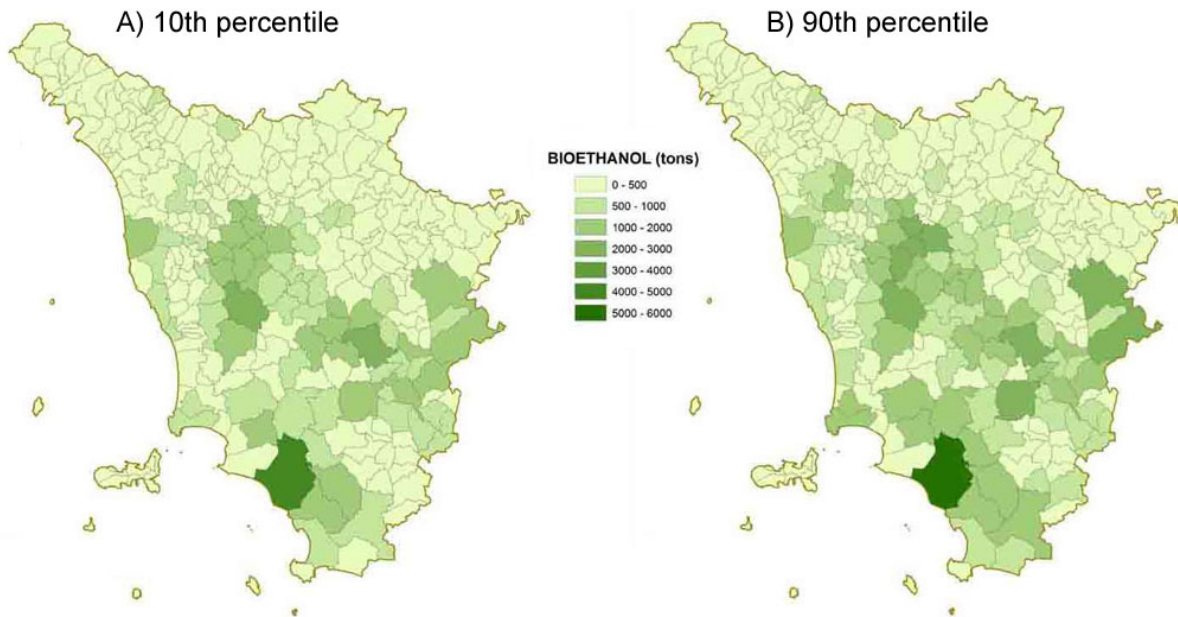 A) 10th percentile
B) 90th percentile
BIOETHANOL (tons)
0 - 500
500 - 1000
1000 - 2000
2000 - 3000
3000 - 4000
4000 - 5000
5000 - 6000